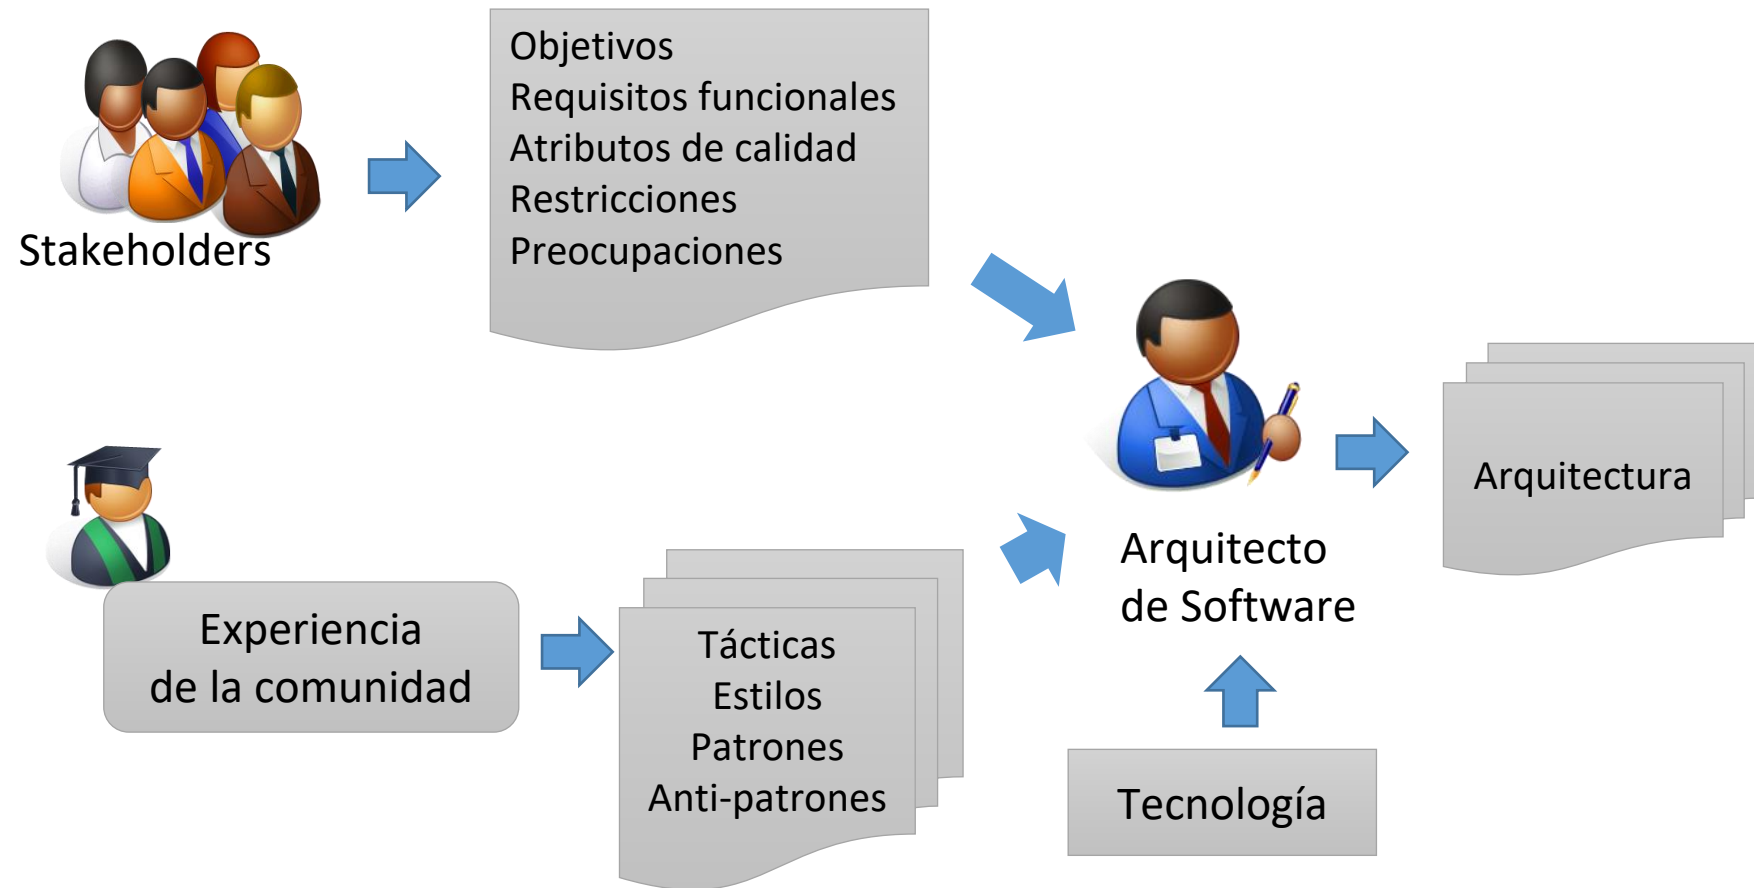 Stakeholders
Objetivos
Requisitos funcionales
Atributos de calidad
Restricciones
Preocupaciones
Experiencia
de la comunidad
Tácticas
Estilos
Patrones
Anti-patrones
Arquitecto
de Software
Tecnología
Arquitectura